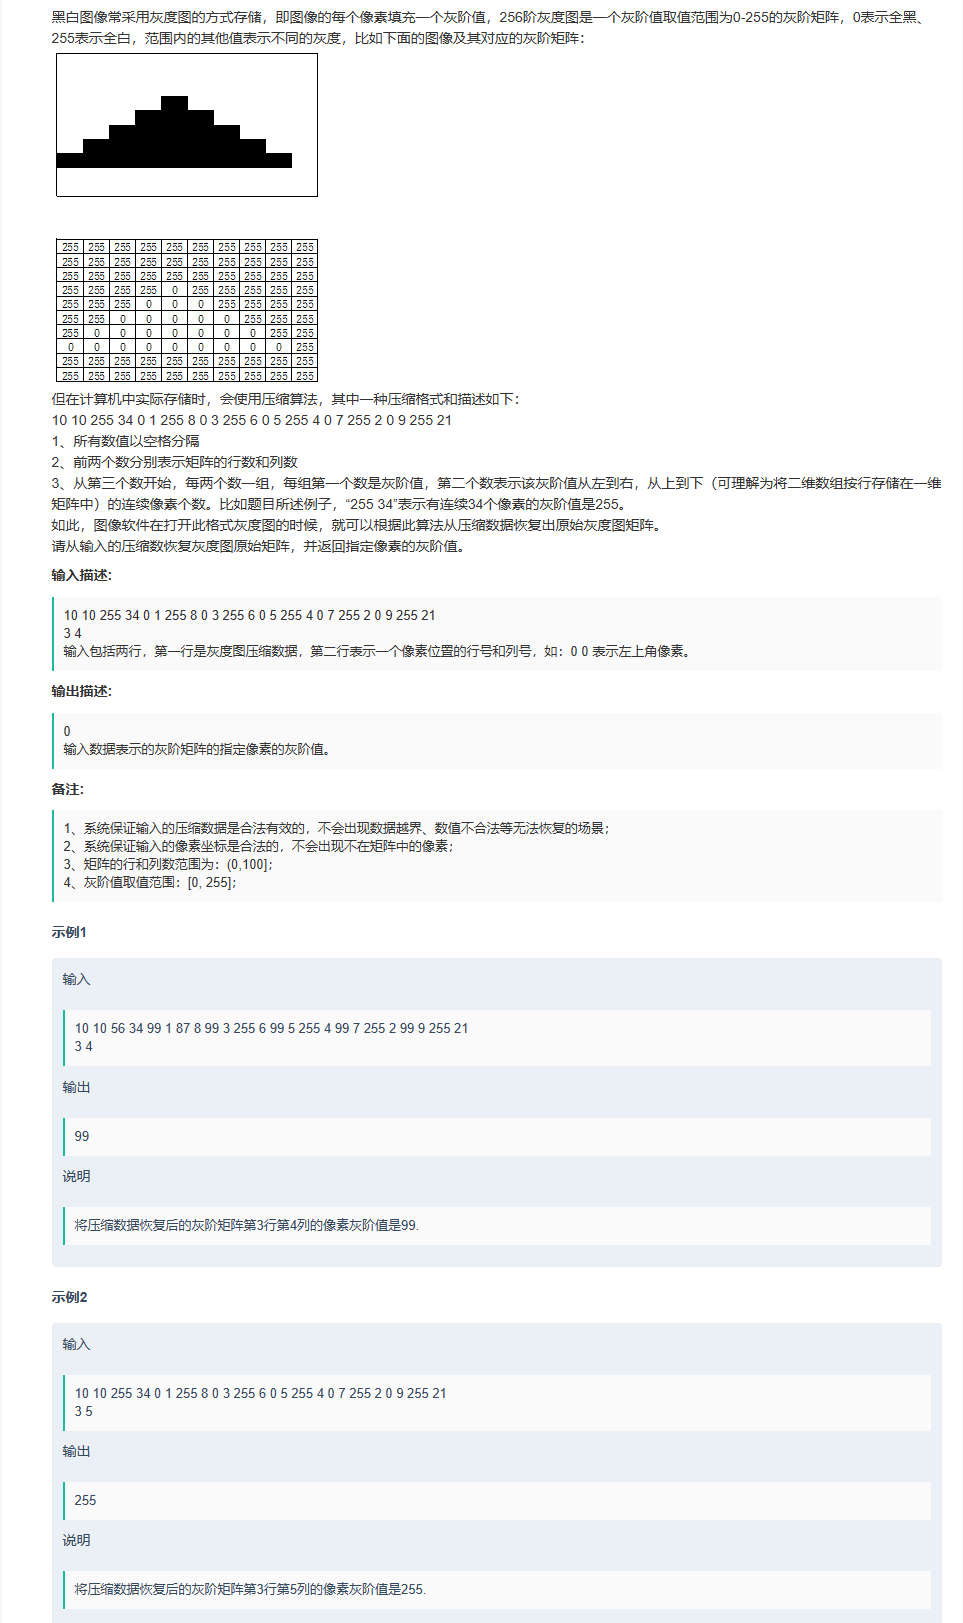 黑白图像常采用灰度图的方式存储，即图像的每个像素填充一个灰阶值，256阶灰度图是一个灰阶值取值范围为0-255的灰阶矩阵，0表示全黑、
255表示全白，范围内的其他值表示不同的灰度，比如下面的图像及其对应的灰阶矩阵：
255 255 255 255 255 255 255 255 255 255
255 255 255 255 255 255 255 255 255 255
255 255 255 255 255 255 255 255 255 255
255 255 255 255 0 255 255 255 255 255
255 255 255 0 0 0 255 255 255 255
255 255 0 0 0 0 0 255 255 255
255 0 0 0 0 0 0 0 255 255
0 0 0 0 0 0 0 0 0 255
255 255 255 255 255 255 255 255 255 255
255 255 255 255 255 255 255 255 255 255
但在计算机中实际存储时，会使用压缩算法，其中一种压缩格式和描述如下：
10 10 255 34 0 1 255 8 0 3 255 6 0 5 255 4 0 7 255 2 0 9 255 21
1、所有数值以空格分隔
2、前两个数分别表示矩阵的行数和列数
3、从第三个数开始，每两个数一组，每组第一个数是灰阶值，第二个数表示该灰阶值从左到右，从上到下（可理解为将二维数组按行存储在一维
矩阵中）的连续像素个数。比如题目所述例子，“255 34”表示有连续34个像素的灰阶值是255。
如此，图像软件在打开此格式灰度图的时候，就可以根据此算法从压缩数据恢复出原始灰度图矩阵。
请从输入的压缩数恢复灰度图原始矩阵，并返回指定像素的灰阶值。
输入描述:
10 10 255 34 0 1 255 8 0 3 255 6 0 5 255 4 0 7 255 2 0 9 255 21
3 4
输入包括两行，第一行是灰度图压缩数据，第二行表示一个像素位置的行号和列号，如：0 0 表示左上角像素。
输出描述:
0
输入数据表示的灰阶矩阵的指定像素的灰阶值。
备注:
1、系统保证输入的压缩数据是合法有效的，不会出现数据越界、数值不合法等无法恢复的场景；
2、系统保证输入的像素坐标是合法的，不会出现不在矩阵中的像素；
3、矩阵的行和列数范围为：(0,100]；
4、灰阶值取值范围：[0, 255]；
示例1
输入
10 10 56 34 99 1 87 8 99 3 255 6 99 5 255 4 99 7 255 2 99 9 255 21
3 4
输出
99
说明
将压缩数据恢复后的灰阶矩阵第3行第4列的像素灰阶值是99.
示例2
输入
10 10 255 34 0 1 255 8 0 3 255 6 0 5 255 4 0 7 255 2 0 9 255 21
3 5
输出
255
说明
将压缩数据恢复后的灰阶矩阵第3行第5列的像素灰阶值是255.